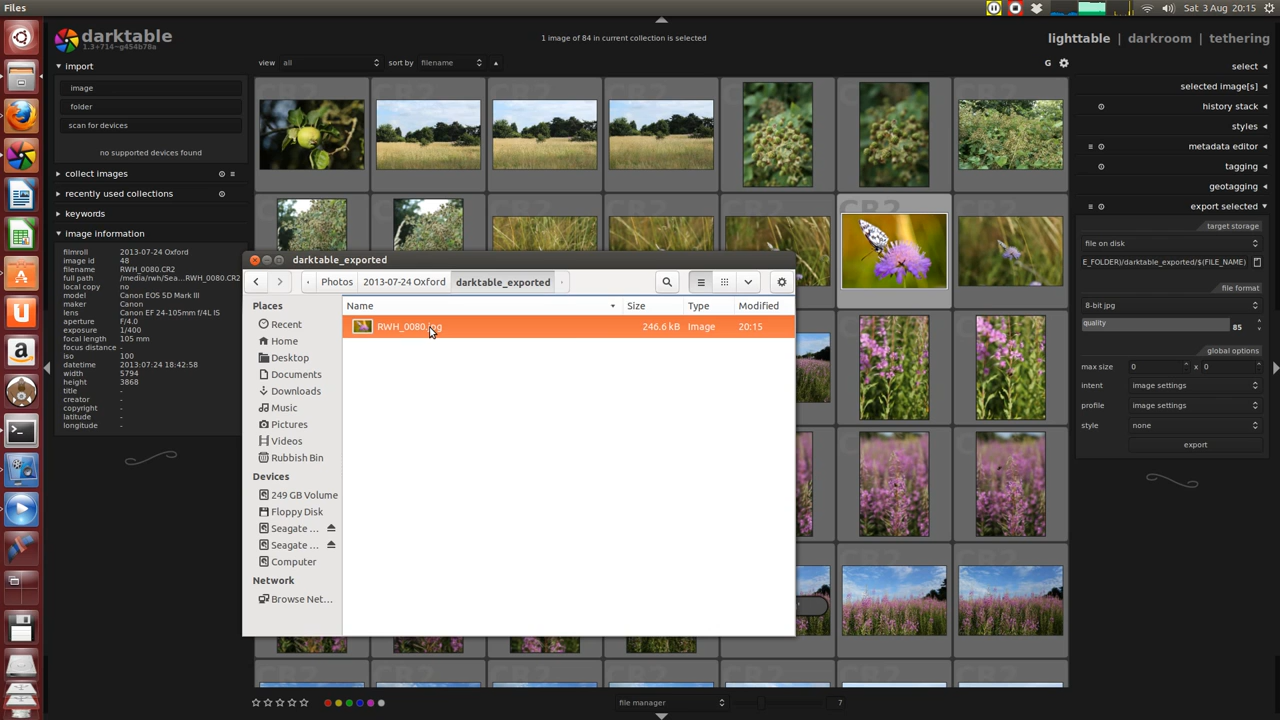 Files
Sat 3 Aug 20:15
darktable
1.3+714~g454b78a
1 image of 84 in current collection is selected
lighttable | darkroom | tethering
import
image
folder
scan for devices
no supported devices found
collect images
recently used collections
keywords
image information
filmroll 2013-07-24 Oxford
image id 48
filename RWH_0080.CR2
full path /media/rwh/Sea...RWH_0080.CR2
local copy no
model Canon EOS 5D Mark III
maker Canon
lens Canon EF 24-105mm f/4L IS
aperture F/4.0
exposure 1/400
focal length 105 mm
focus distance -
iso 100
datetime 2013:07:24 18:42:58
width 5794
height 3868
title -
creator -
copyright -
latitude -
longitude -
view all sort by filename
G
CR2
darktable_exported
Photos 2013-07-24 Oxford darktable_exported
Places
Recent
Home
Desktop
Documents
Downloads
Music
Pictures
Videos
Rubbish Bin
Devices
249 GB Volume
Floppy Disk
Seagate ...
Seagate ...
Computer
Network
Browse Net...
Name Size Type Modified
RWH_0080.jpg 246.6 kB Image 20:15
select
selected image[s]
history stack
styles
metadata editor
tagging
geotagging
export selected
target storage
file on disk
E_FOLDER)/darktable_exported/$(FILE_NAME)
file format
8-bit jpg
quality 85
global options
max size 0 x 0
intent image settings
profile image settings
style none
export
file manager
7